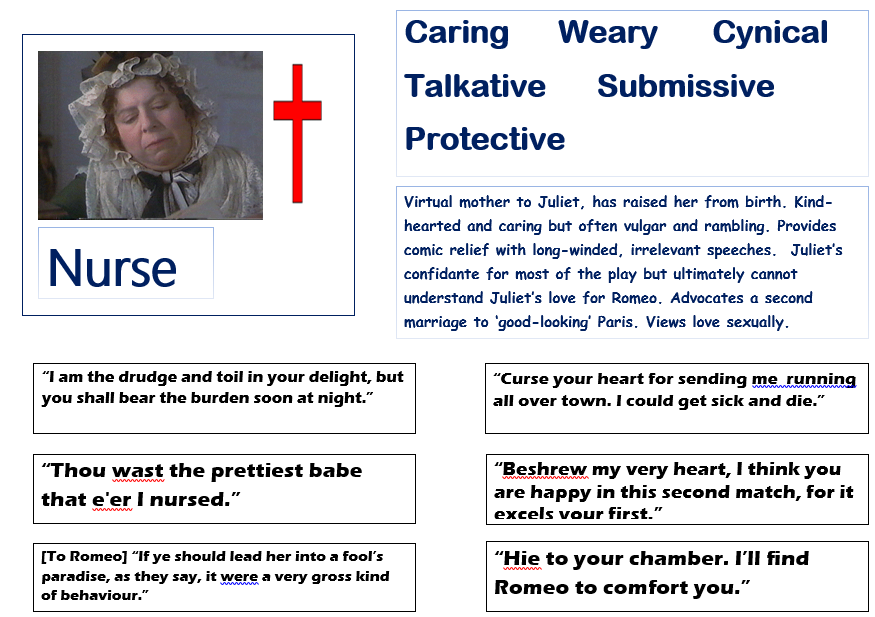 Nurse
Caring Weary Cynical
Talkative Submissive
Protective
Virtual mother to Juliet, has raised her from birth. Kind-
hearted and caring but often vulgar and rambling. Provides
comic relief with long-winded, irrelevant speeches. Juliet's
confidante for most of the play but ultimately cannot
understand Juliet's love for Romeo. Advocates a second
marriage to 'good-looking' Paris. Views love sexually.
“I am the drudge and toil in your delight, but
you shall bear the burden soon at night.”
“Curse your heart for sending me running
all over town. I could get sick and die.”
“Thou wast the prettiest babe
that e'er I nursed.”
“Beshrew my very heart, I think you
are happy in this second match, for it
excels your first.”
[To Romeo] “If ye should lead her into a fool's
paradise, as they say, it were a very gross kind
of behaviour.”
“Hie to your chamber. I'll find
Romeo to comfort you.”